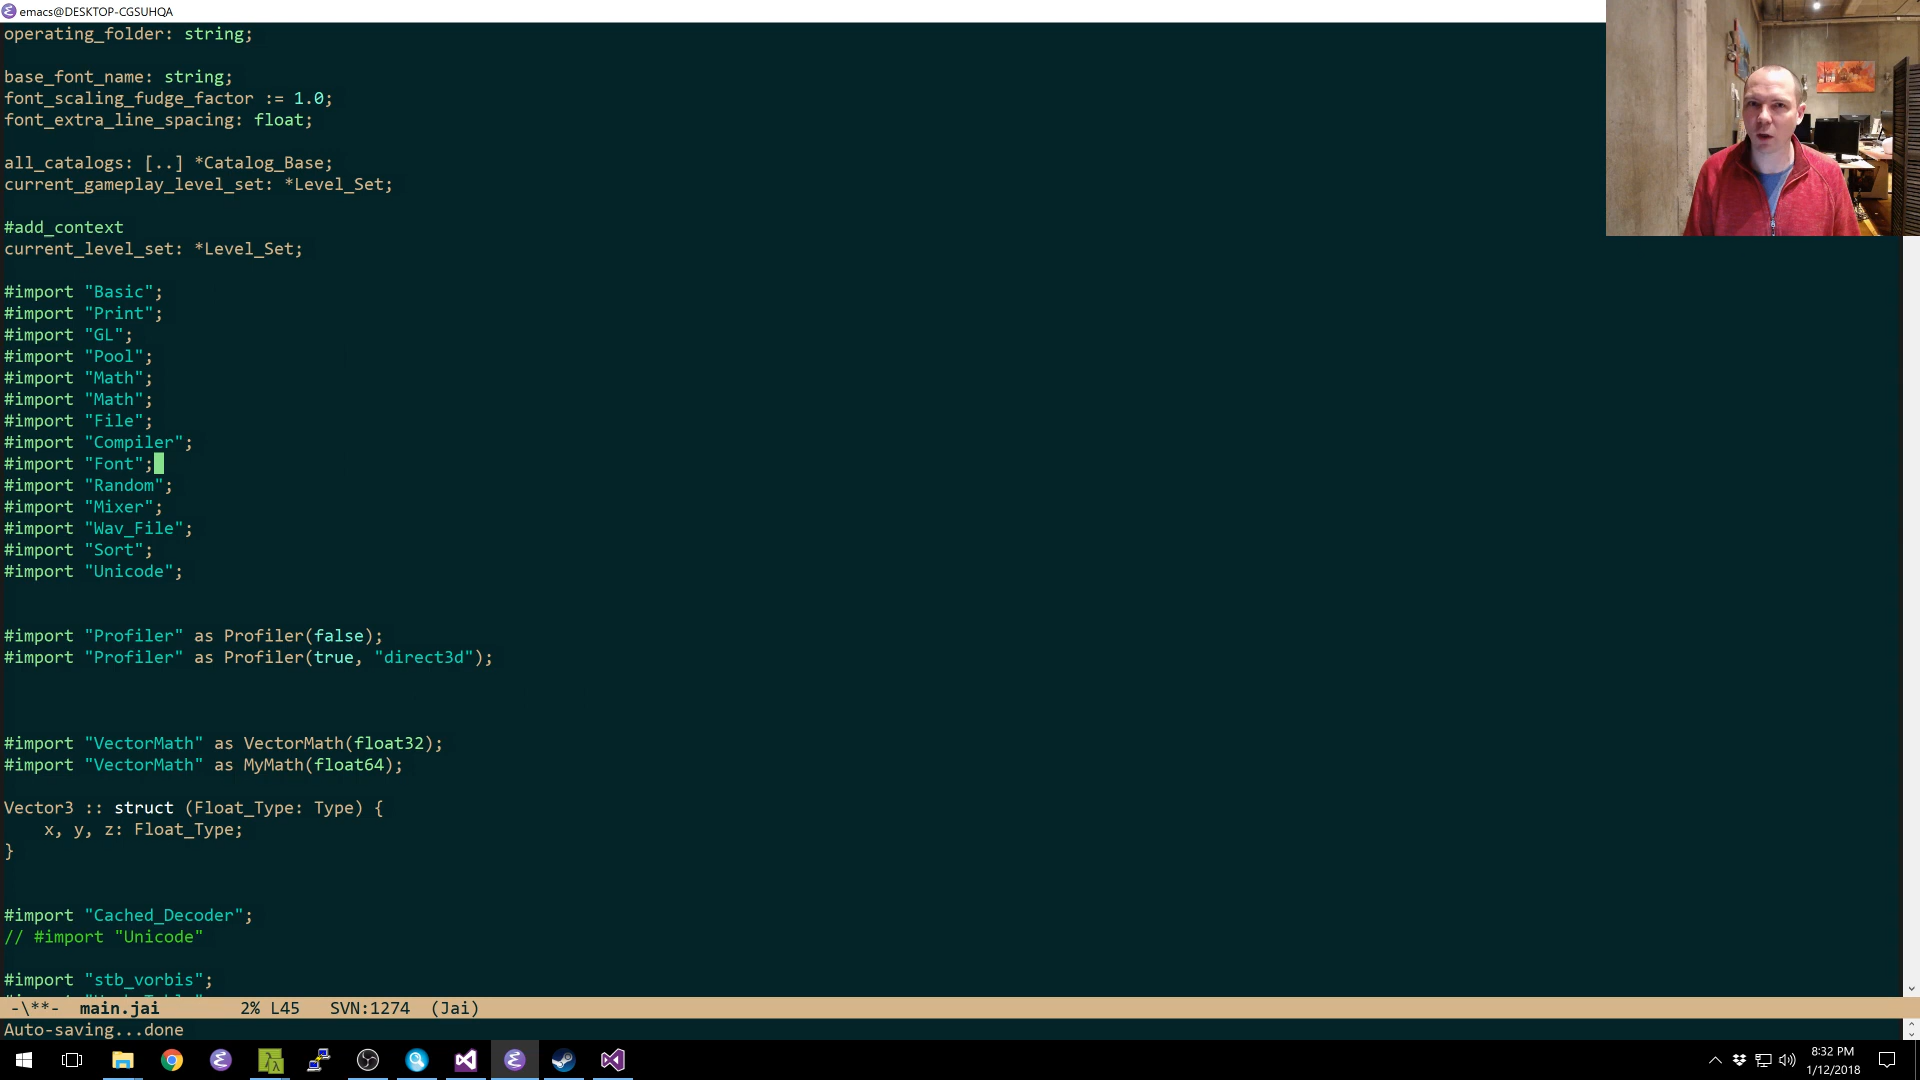 emacs@DESKTOP-CGSUHQA
operating_folder: string;
base_font_name: string;
font_scaling_fudge_factor := 1.0;
font_extra_line_spacing: float;
all_catalogs: [..] *Catalog_Base;
current_gameplay_level_set: *Level_Set;
#add_context
current_level_set: *Level_Set;
#import "Basic";
#import "Print";
#import "GL";
#import "Pool";
#import "Math";
#import "Math";
#import "File";
#import "Compiler";
#import "Font";
#import "Random";
#import "Mixer";
#import "Wav_File";
#import "Sort";
#import "Unicode";
#import "Profiler" as Profiler(false);
#import "Profiler" as Profiler(true, "direct3d");
#import "VectorMath" as VectorMath(float32);
#import "VectorMath" as MyMath(float64);
Vector3 :: struct (Float_Type: Type) {
    x, y, z: Float_Type;
}
#import "Cached_Decoder";
// #import "Unicode"
#import "stb_vorbis";
-\**-  main.jai        2% L45   SVN:1274  (Jai)
Auto-saving...done
8:32 PM
1/12/2018